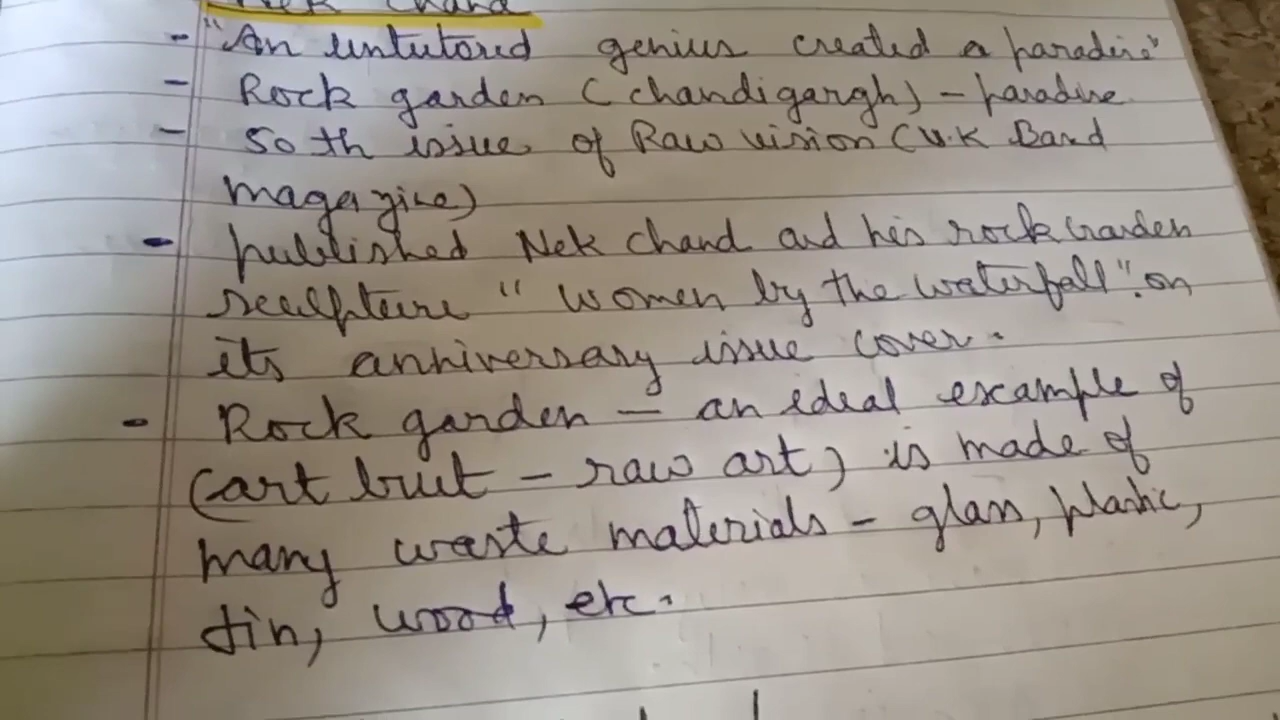 Nek Chand
- "An untutored genius created a paradise"
- Rock garden (chandigargh) - paradise
- 50th issue of Raw vision (U.K Band
magazine)
- published Nek chand and his rock Garden
sculpture " women by the waterfall". on
its anniversary issue cover.
- Rock garden - an ideal example of
(art brut - raw art) is made of
many waste materials - glass, plastic,
tin, wood, etc.